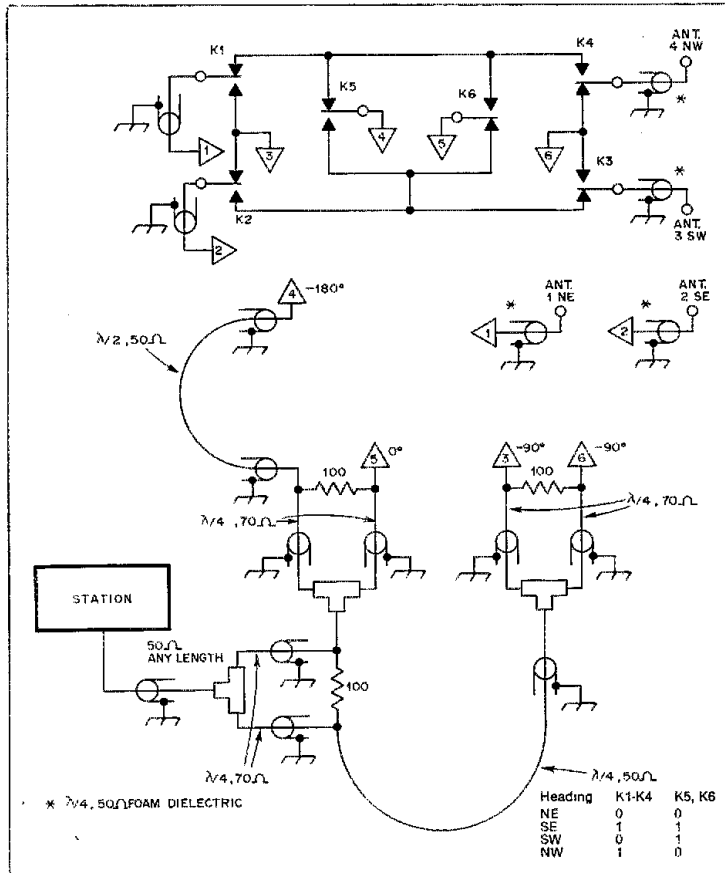 K1
K4
ANT.
4 NW
K5
K6
*
4
5
3
6
1
K3
*
K2
2
ANT.
3 SW
4
-180°
λ/2, 50Ω
*
ANT.
1 NE
*
ANT.
2 SE
1
2
100
5
0°
3
-90°
6
-90°
100
λ/4, 70Ω
λ/4, 70Ω
STATION
50Ω
ANY LENGTH
100
λ/4, 70Ω
λ/4, 50Ω
* λ/4, 50Ω FOAM DIELECTRIC
Heading K1-K4 K5, K6
NE 0 0
SE 1 1
SW 0 1
NW 1 0